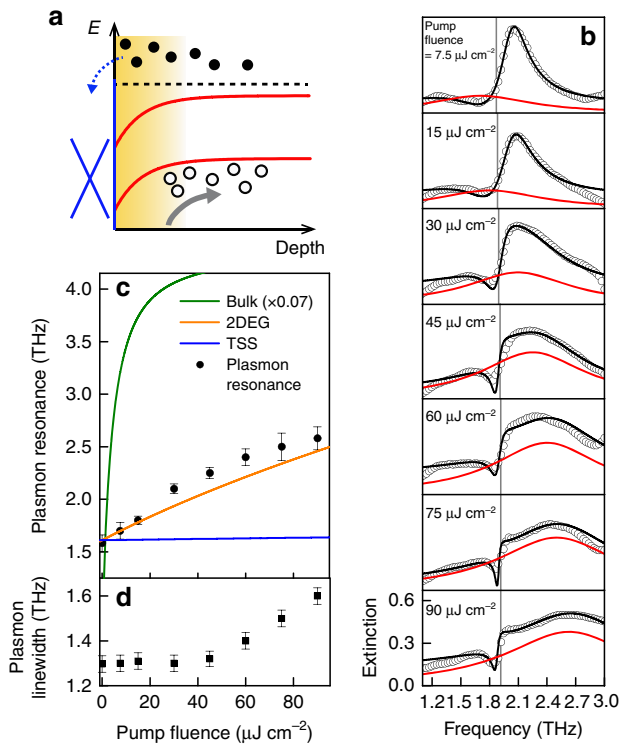 a
E
Depth
b
Pump
fluence
= 7.5 μJ cm⁻²
15 μJ cm⁻²
30 μJ cm⁻²
45 μJ cm⁻²
60 μJ cm⁻²
75 μJ cm⁻²
90 μJ cm⁻²
Extinction
0.6
0.3
0.0
1.2 1.5 1.8 2.1 2.4 2.7 3.0
Frequency (THz)
c
Plasmon resonance (THz)
4.0
3.5
3.0
2.5
2.0
1.5
Bulk (×0.07)
2DEG
TSS
Plasmon
resonance
d
Plasmon
linewidth (THz)
1.6
1.4
1.2
0 20 40 60 80
Pump fluence (μJ cm⁻²)